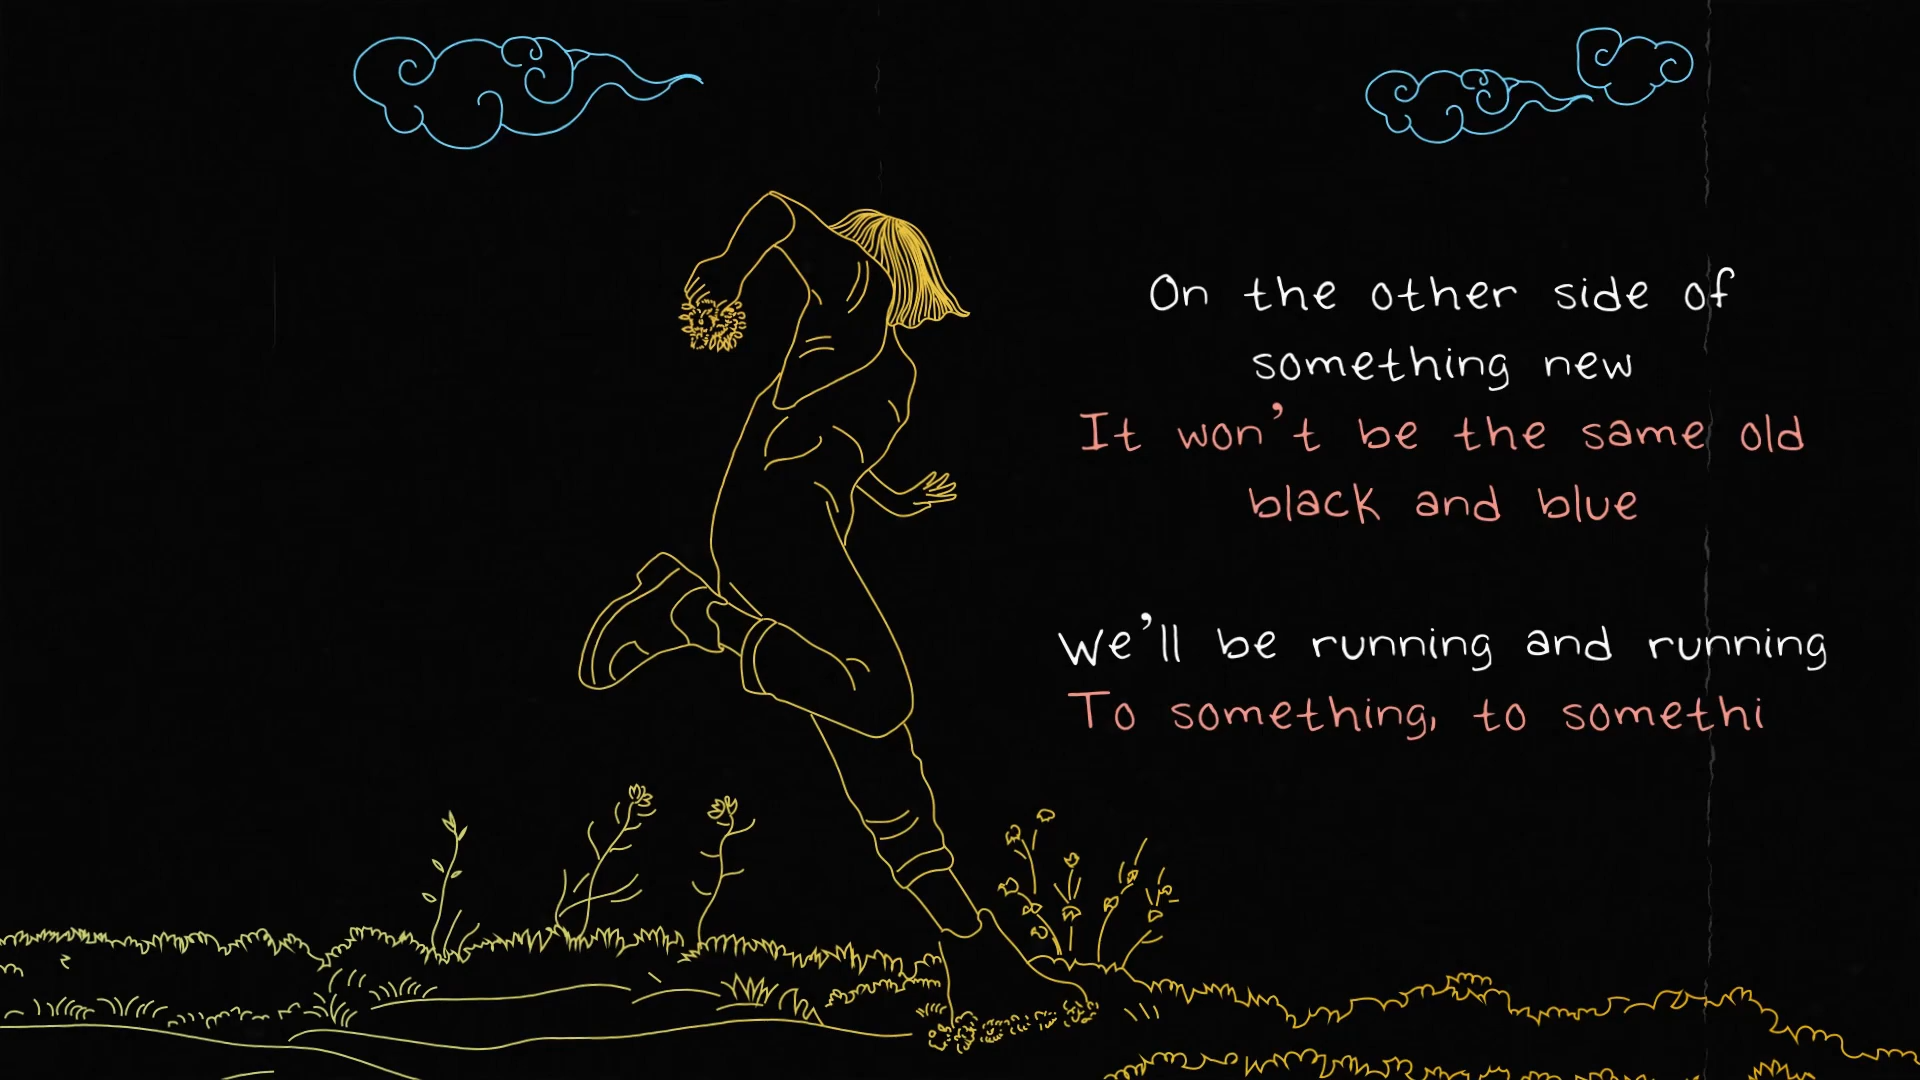 On the other side of
something new
It won't be the same old
black and blue
We'll be running and running
To something, to somethi